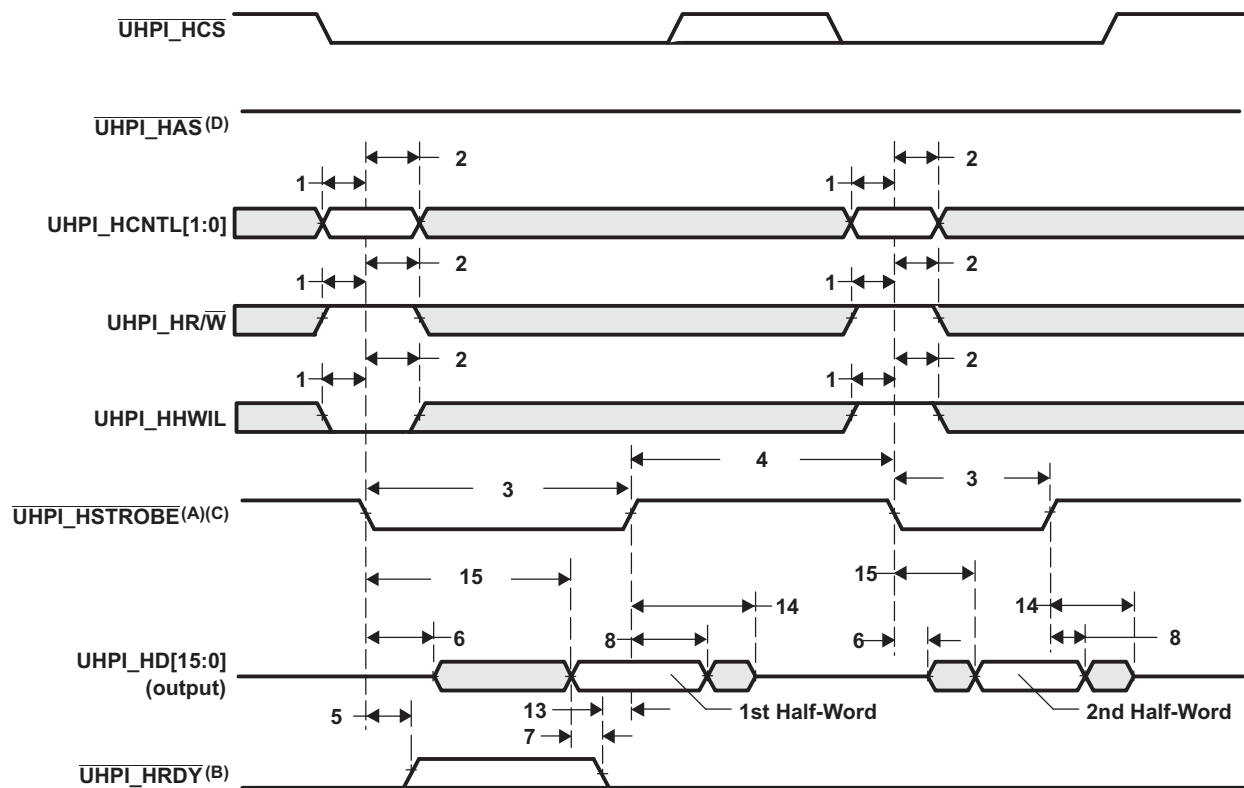 UHPI_HCS
UHPI_HAS (D)
1 2 1 2
UHPI_HCNTL[1:0]
1 2 1 2
UHPI_HR/W
1 2 1 2
UHPI_HHWIL
4
3 3
UHPI_HSTROBE (A)(C)
15 15
14 14
6 8 6 8
UHPI_HD[15:0]
(output)
5 13 1st Half-Word 2nd Half-Word
7
UHPI_HRDY (B)